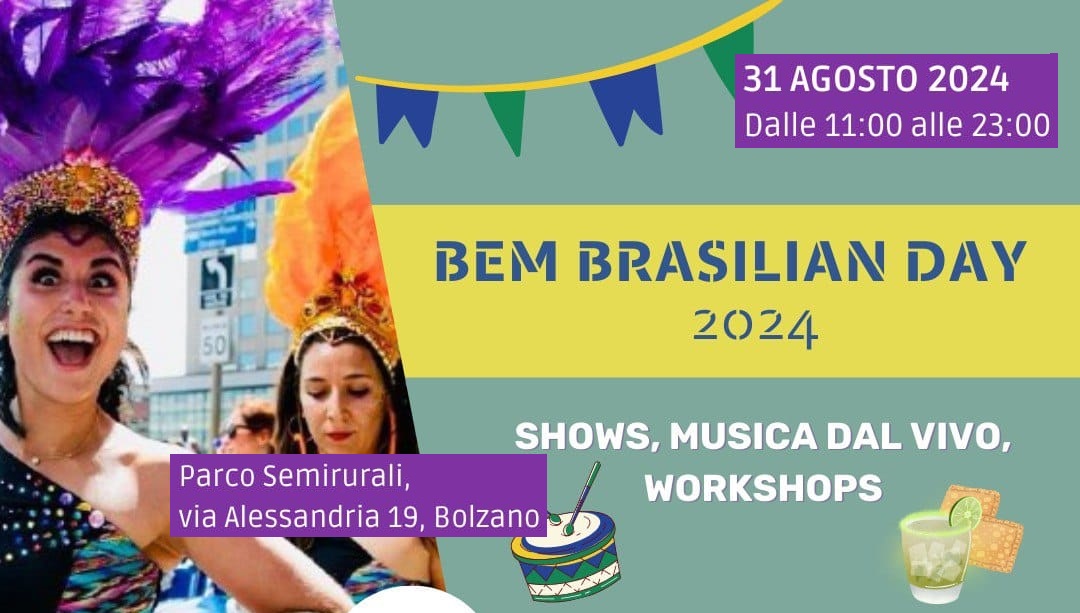 31 AGOSTO 2024
Dalle 11:00 alle 23:00
BEM BRASILIAN DAY
2024
SHOWS, MUSICA DAL VIVO,
WORKSHOPS
Parco Semirurali,
via Alessandria 19, Bolzano
50